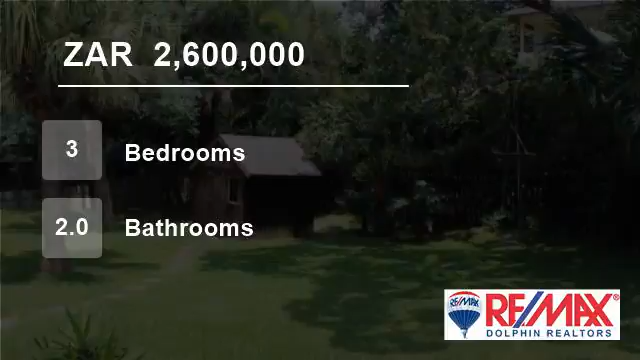 ZAR 2,600,000
3 Bedrooms
2.0 Bathrooms
RE/MAX RE/MAX®
DOLPHIN REALTORS